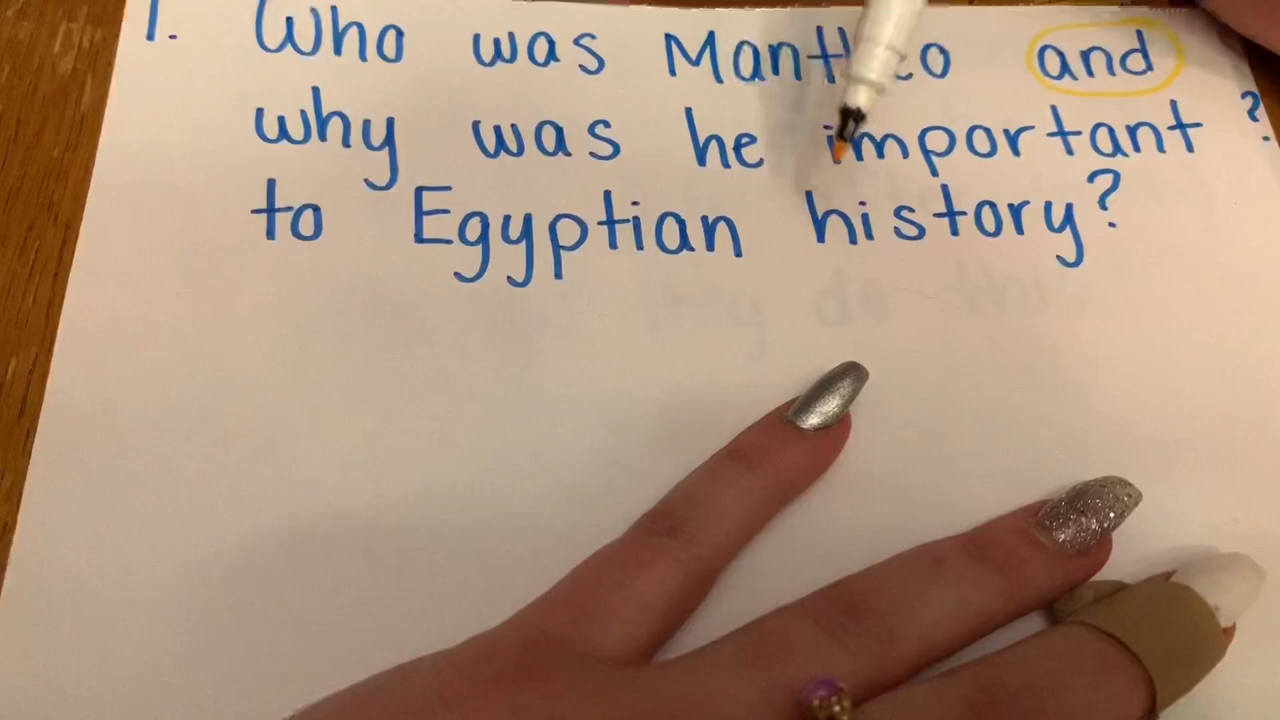 1. Who was and
why was he important ?
to Egyptian history?